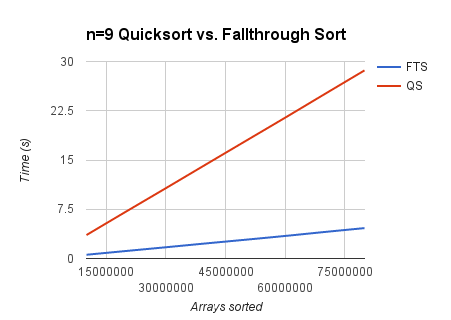 n=9 Quicksort vs. Fallthrough Sort
30
22.5
15
7.5
0
Time (s)
FTS
QS
15000000
30000000
45000000
60000000
75000000
Arrays sorted